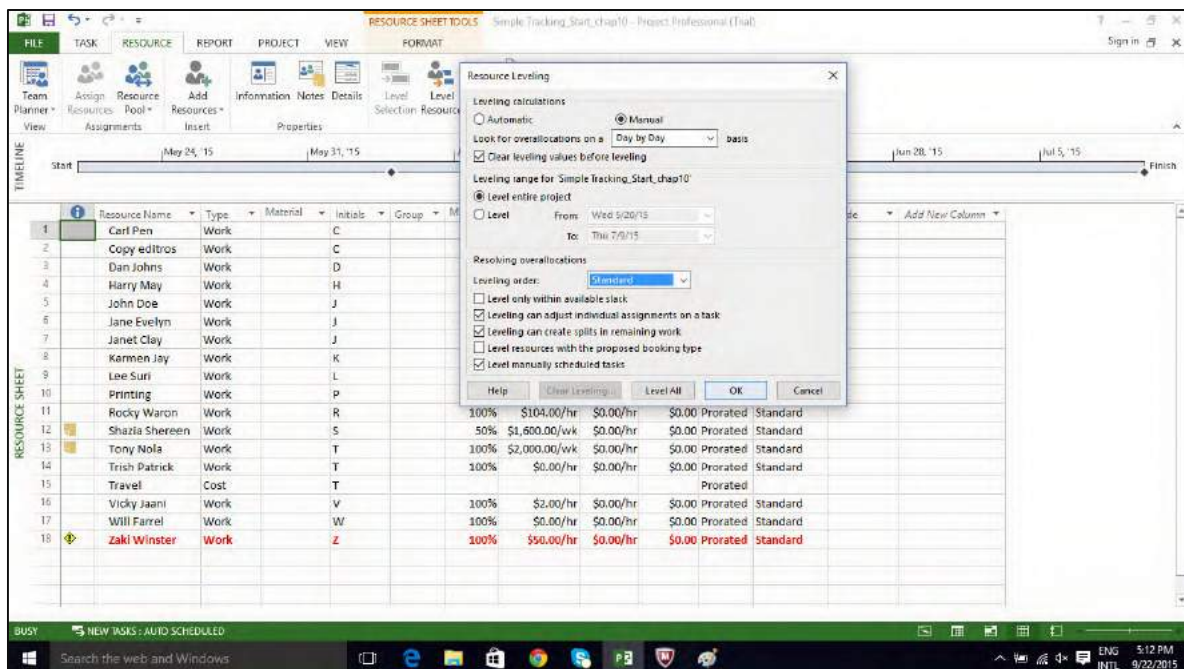 RESOURCE SHEET TOOLS Simple Tracking_Start_chap10 - Project Professional (Trial)
FILE TASK RESOURCE REPORT PROJECT VIEW FORMAT Sign in
Team Planner Assign Resources Resource Pool Add Resources Information Notes Details Level Selection Level Resource
View Assignments Insert Properties
TIMELINE
Start May 24, '15 May 31, '15 Jun 28, '15 Jul 5, '15 Finish
Resource Leveling
Leveling calculations
Automatic Manual
Look for overallocations on a Day by Day basis
Clear leveling values before leveling
Leveling range for 'Simple Tracking_Start_chap10'
Level entire project
Level From: Wed 5/20/15
To: Thu 7/9/15
Resolving overallocations
Leveling order: Standard
Level only within available slack
Leveling can adjust individual assignments on a task
Leveling can create splits in remaining work
Level resources with the proposed booking type
Level manually scheduled tasks
Help Clear Leveling... Level All OK Cancel
RESOURCE SHEET
Resource Name Type Material Initials Group M de Add New Column
1 Carl Pen Work C
2 Copy editros Work C
3 Dan Johns Work D
4 Harry May Work H
5 John Doe Work J
6 Jane Evelyn Work J
7 Janet Clay Work J
8 Karmen Jay Work K
9 Lee Suri Work L
10 Printing Work P
11 Rocky Waron Work R 100% $104.00/hr $0.00/hr $0.00 Prorated Standard
12 Shazia Shereen Work S 50% $1,600.00/wk $0.00/hr $0.00 Prorated Standard
13 Tony Nola Work T 100% $2,000.00/wk $0.00/hr $0.00 Prorated Standard
14 Trish Patrick Work T 100% $0.00/hr $0.00/hr $0.00 Prorated Standard
15 Travel Cost T Prorated
16 Vicky Jaani Work V 100% $2.00/hr $0.00/hr $0.00 Prorated Standard
17 Will Farrel Work W 100% $0.00/hr $0.00/hr $0.00 Prorated Standard
18 Zaki Winster Work Z 100% $50.00/hr $0.00/hr $0.00 Prorated Standard
BUSY NEW TASKS : AUTO SCHEDULED
Search the web and Windows
ENG 5:12 PM
INTL 9/22/2015